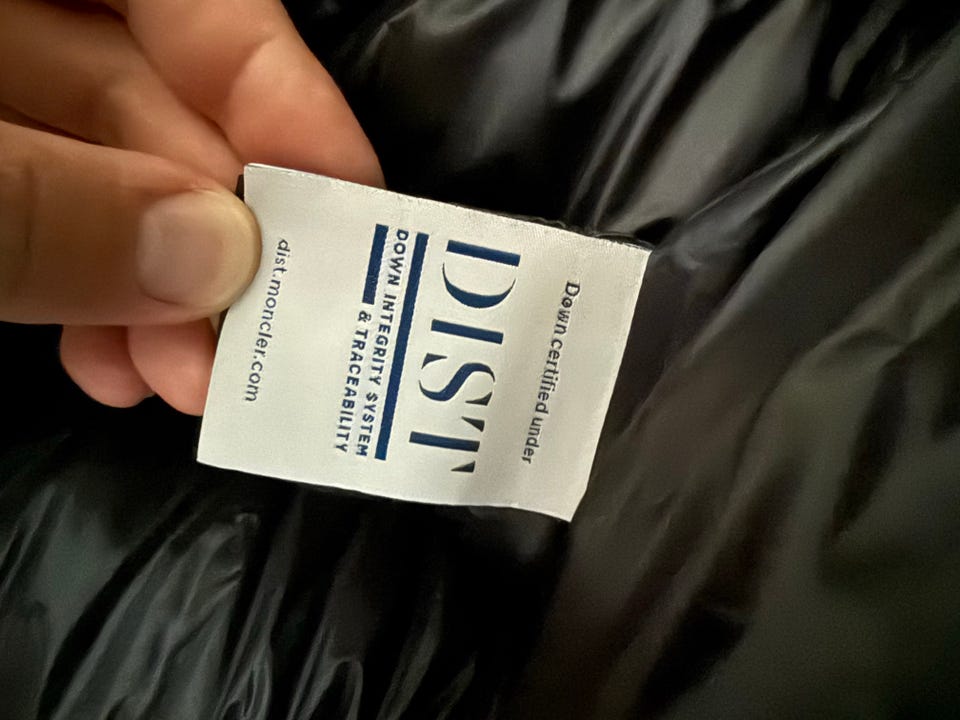 Down certified under
DIST
DOWN INTEGRITY SYSTEM
& TRACEABILITY
dist.moncler.com